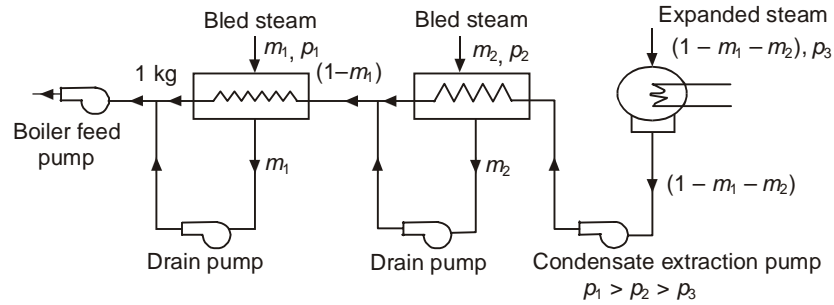 Bled steam
m₁, p₁
Bled steam
m₂, p₂
Expanded steam
(1 – m₁ – m₂), p₃
1 kg
(1–m₁)
Boiler feed
pump
m₁
m₂
(1 – m₁ – m₂)
Drain pump
Drain pump
Condensate extraction pump
p₁ > p₂ > p₃